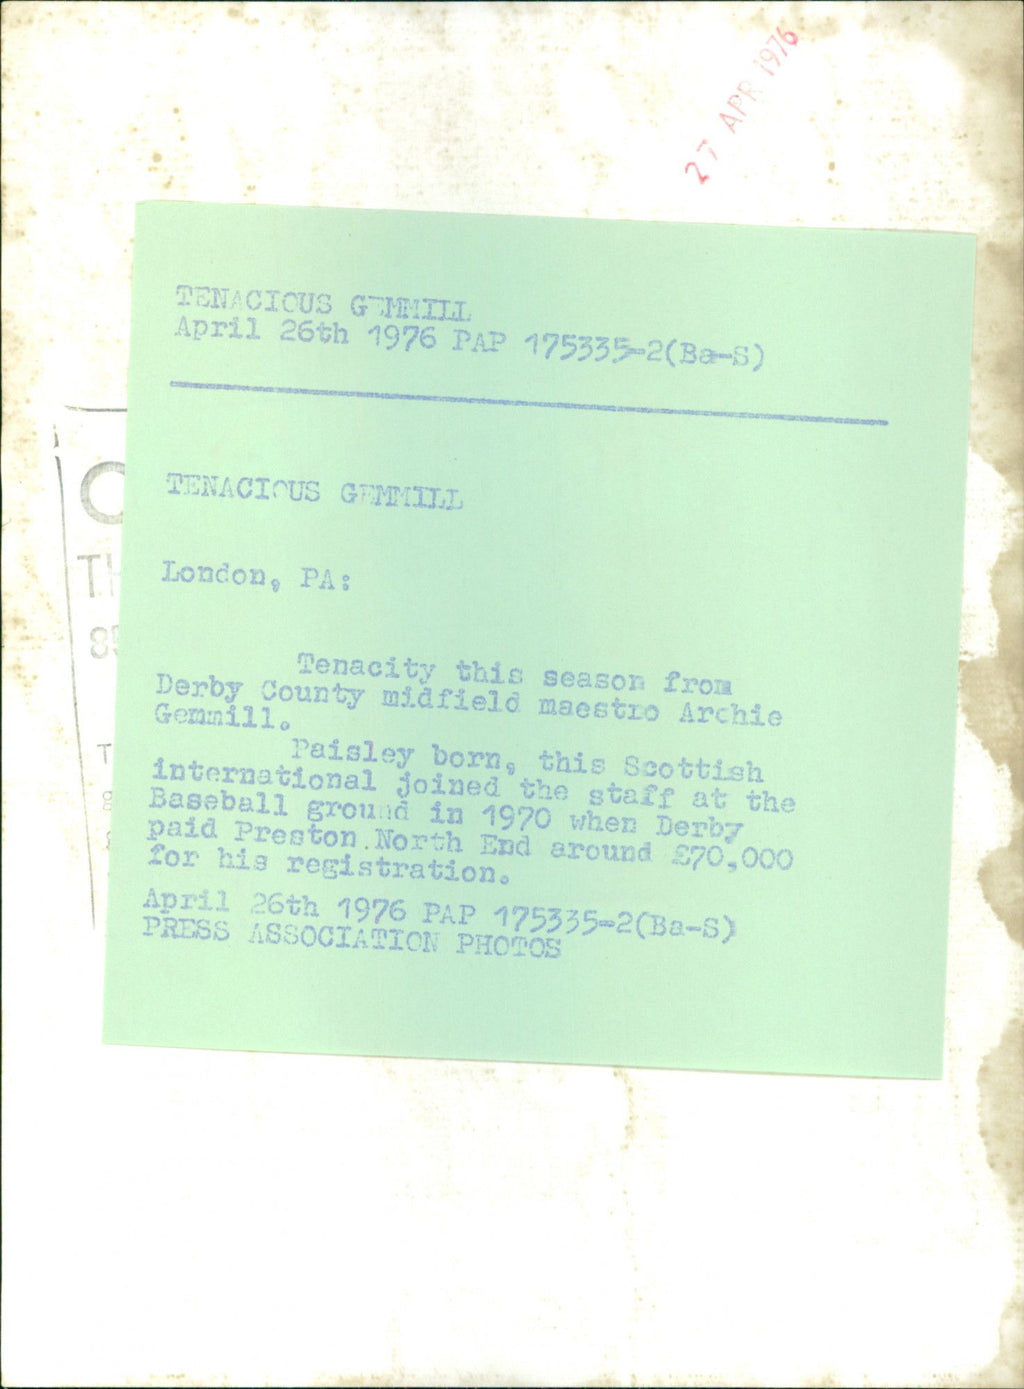 27 APR 1976
TENACIOUS GEMMILL
April 26th 1976 PAP 175335-2(Ba-S)
TENACIOUS GEMMILL
London, PA:
Tenacity this season from
Derby County midfield maestro Archie
Gemmill.
Paisley born, this Scottish
international joined the staff at the
Baseball ground in 1970 when Derby
paid Preston.North End around £70,000
for his registration.
April 26th 1976 PAP 175335-2(Ba-S)
PRESS ASSOCIATION PHOTOS